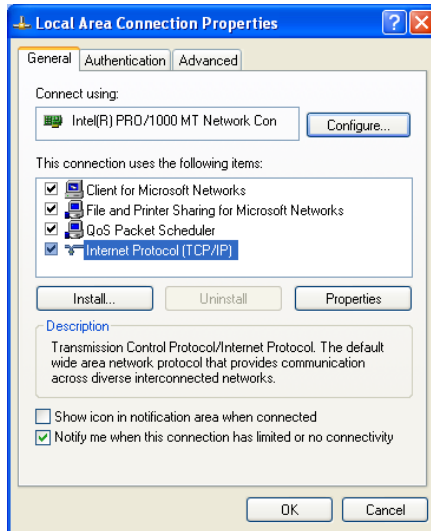 Local Area Connection Properties
General Authentication Advanced
Connect using:
Intel(R) PRO/1000 MT Network Con Configure...
This connection uses the following items:
Client for Microsoft Networks
File and Printer Sharing for Microsoft Networks
QoS Packet Scheduler
Internet Protocol (TCP/IP)
Install... Uninstall Properties
Description
Transmission Control Protocol/Internet Protocol. The default
wide area network protocol that provides communication
across diverse interconnected networks.
Show icon in notification area when connected
Notify me when this connection has limited or no connectivity
OK Cancel